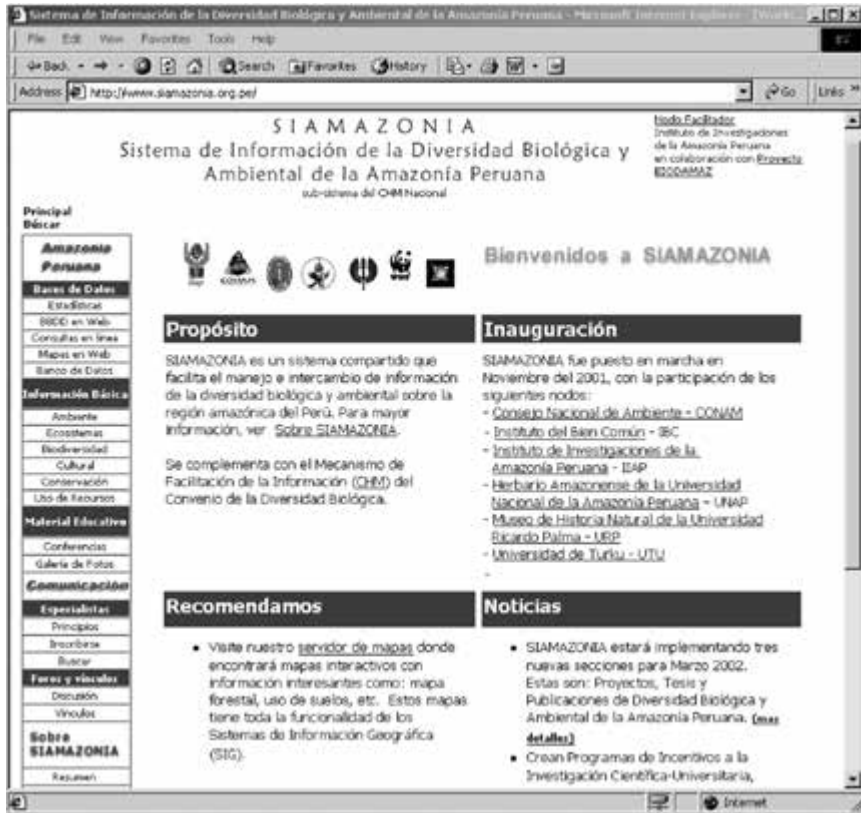 Sistema de Información de la Diversidad Biológica y Ambiental de la Amazonía Peruana - Microsoft Internet Explorer - [Work...
File Edit View Favorites Tools Help
Back Search Favorites History
Address http://www.siamazonia.org.pe/ Go Links »
SIAMAZONIA
Sistema de Información de la Diversidad Biológica y
Ambiental de la Amazonía Peruana
sub-sistema del CHM Nacional
Nodo Facilitador
Instituto de Investigaciones
de la Amazonía Peruana
en colaboración con Proyecto
BIODAMAZ
Principal
Búscar
Amazonia
Peruana
Bases de Datos
Estadísticas
BBDD en Web
Consultas en línea
Mapas en Web
Banco de Datos
Información Básica
Ambiente
Ecosistemas
Biodiversidad
Cultural
Conservación
Uso de Recursos
Material Educativo
Conferencias
Galería de Fotos
Comunicación
Especialistas
Principios
Inscribirse
Buscar
Foros y vínculos
Discusión
Vínculos
Sobre
SIAMAZONIA
Resumen
CONAM
WWF
Bienvenidos a SIAMAZONIA
Propósito
SIAMAZONIA es un sistema compartido que
facilita el manejo e intercambio de información
de la diversidad biológica y ambiental sobre la
región amazónica del Perú. Para mayor
información, ver Sobre SIAMAZONIA.
Se complementa con el Mecanismo de
Facilitación de la Información (CHM) del
Convenio de la Diversidad Biológica.
Inauguración
SIAMAZONIA fue puesto en marcha en
Noviembre del 2001, con la participación de los
siguientes nodos:
- Consejo Nacional de Ambiente - CONAM
- Instituto del Bien Común - IBC
- Instituto de Investigaciones de la
Amazonía Peruana - IIAP
- Herbario Amazonense de la Universidad
Nacional de la Amazonía Peruana - UNAP
- Museo de Historia Natural de la Universidad
Ricardo Palma - URP
- Universidad de Turku - UTU
-
Recomendamos
• Visite nuestro servidor de mapas donde
encontrará mapas interactivos con
información interesantes como: mapa
forestal, uso de suelos, etc. Estos mapas
tiene toda la funcionalidad de los
Sistemas de Información Geográfica
(SIG).
Noticias
• SIAMAZONIA estará implementando tres
nuevas secciones para Marzo 2002.
Estas son: Proyectos, Tesis y
Publicaciones de Diversidad Biológica y
Ambiental de la Amazonía Peruana. (mas
detalles)
• Crean Programas de Incentivos a la
Investigación Científica-Universitaria,
Internet